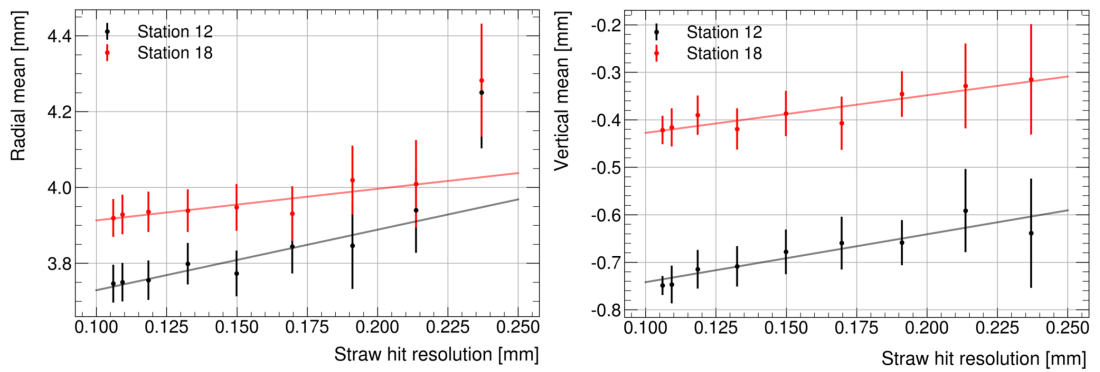 Radial mean [mm]
4.4
4.2
4.0
3.8
Station 12
Station 18
0.100 0.125 0.150 0.175 0.200 0.225 0.250
Straw hit resolution [mm]
Vertical mean [mm]
-0.2
-0.3
-0.4
-0.5
-0.6
-0.7
-0.8
Station 12
Station 18
0.100 0.125 0.150 0.175 0.200 0.225 0.250
Straw hit resolution [mm]